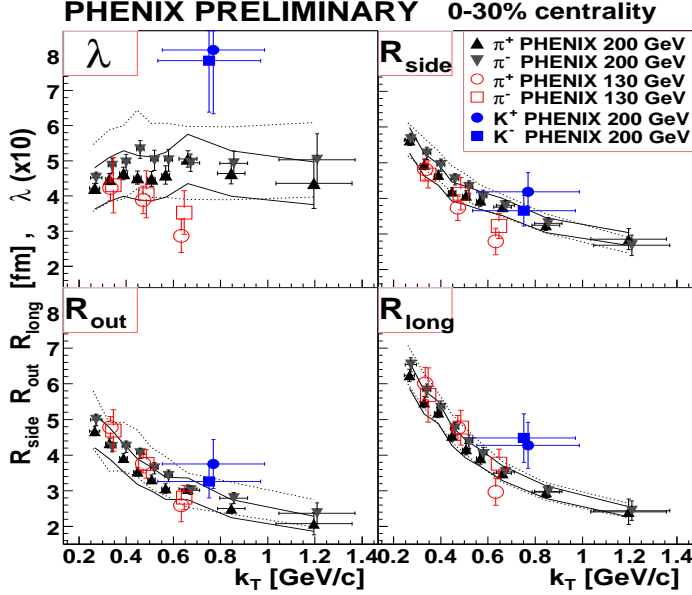 PHENIX PRELIMINARY 0-30% centrality
λ
R_side
π+ PHENIX 200 GeV
π- PHENIX 200 GeV
π+ PHENIX 130 GeV
π- PHENIX 130 GeV
K+ PHENIX 200 GeV
K- PHENIX 200 GeV
8
7
6
5
4
3
2
R_out
R_long
7
6
5
4
3
2
R_side R_out R_long [fm] , λ (x10)
0.2 0.4 0.6 0.8 1 1.2 1.4
0.2 0.4 0.6 0.8 1 1.2 1.4
k_T [GeV/c]
k_T [GeV/c]